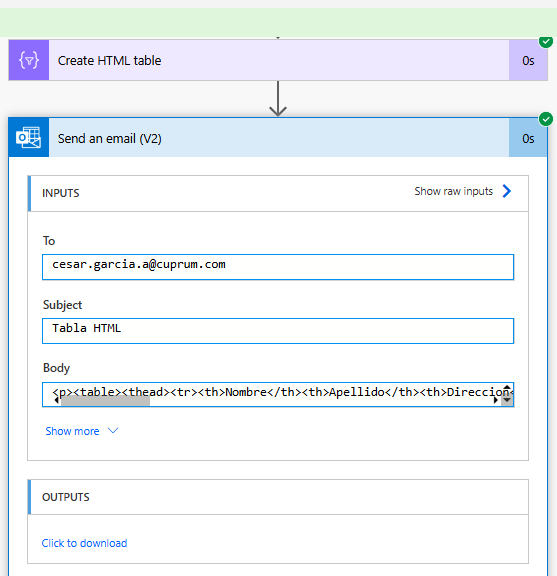 Create HTML table
0s
Send an email (V2)
0s
INPUTS
Show raw inputs
To
cesar.garcia.a@cuprum.com
Subject
Tabla HTML
Body
<p><table><thead><tr><th>Nombre</th><th>Apellido</th><th>Direccion<
Show more
OUTPUTS
Click to download